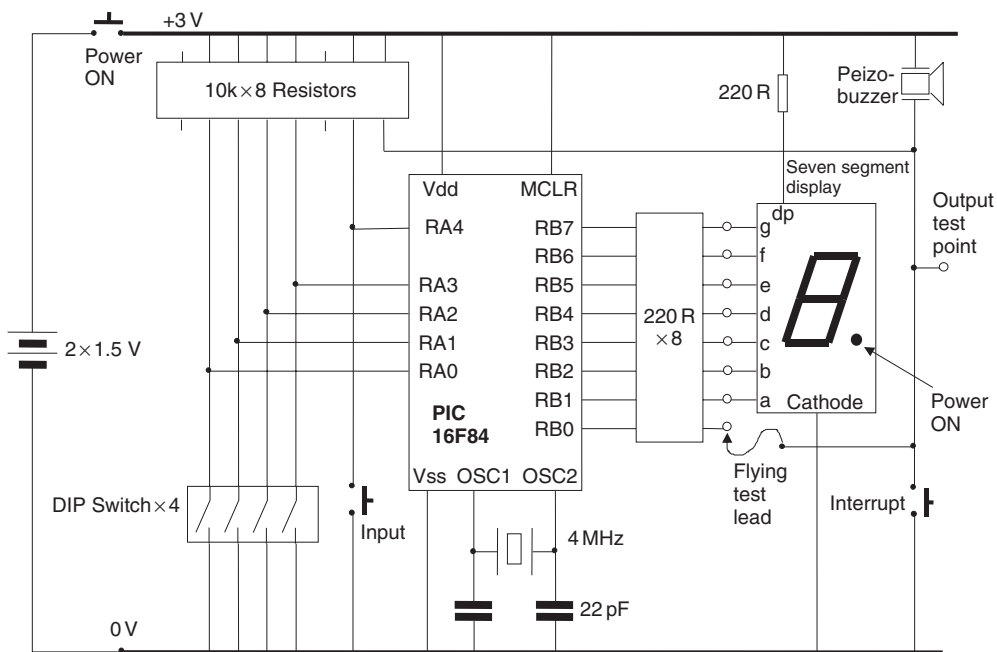 +3 V
Power
ON
10k×8 Resistors
220 R
Peizo-
buzzer
Seven segment
display
Vdd
MCLR
dp
Output
test
point
RA4
RB7
g
RB6
f
RA3
RB5
e
RA2
RB4
d
220 R
×8
2×1.5 V
RA1
RB3
c
RA0
RB2
b
RB1
a
Cathode
Power
ON
PIC
16F84
RB0
Vss
OSC1
OSC2
Flying
test
lead
DIP Switch×4
Input
Interrupt
4 MHz
22 pF
0 V